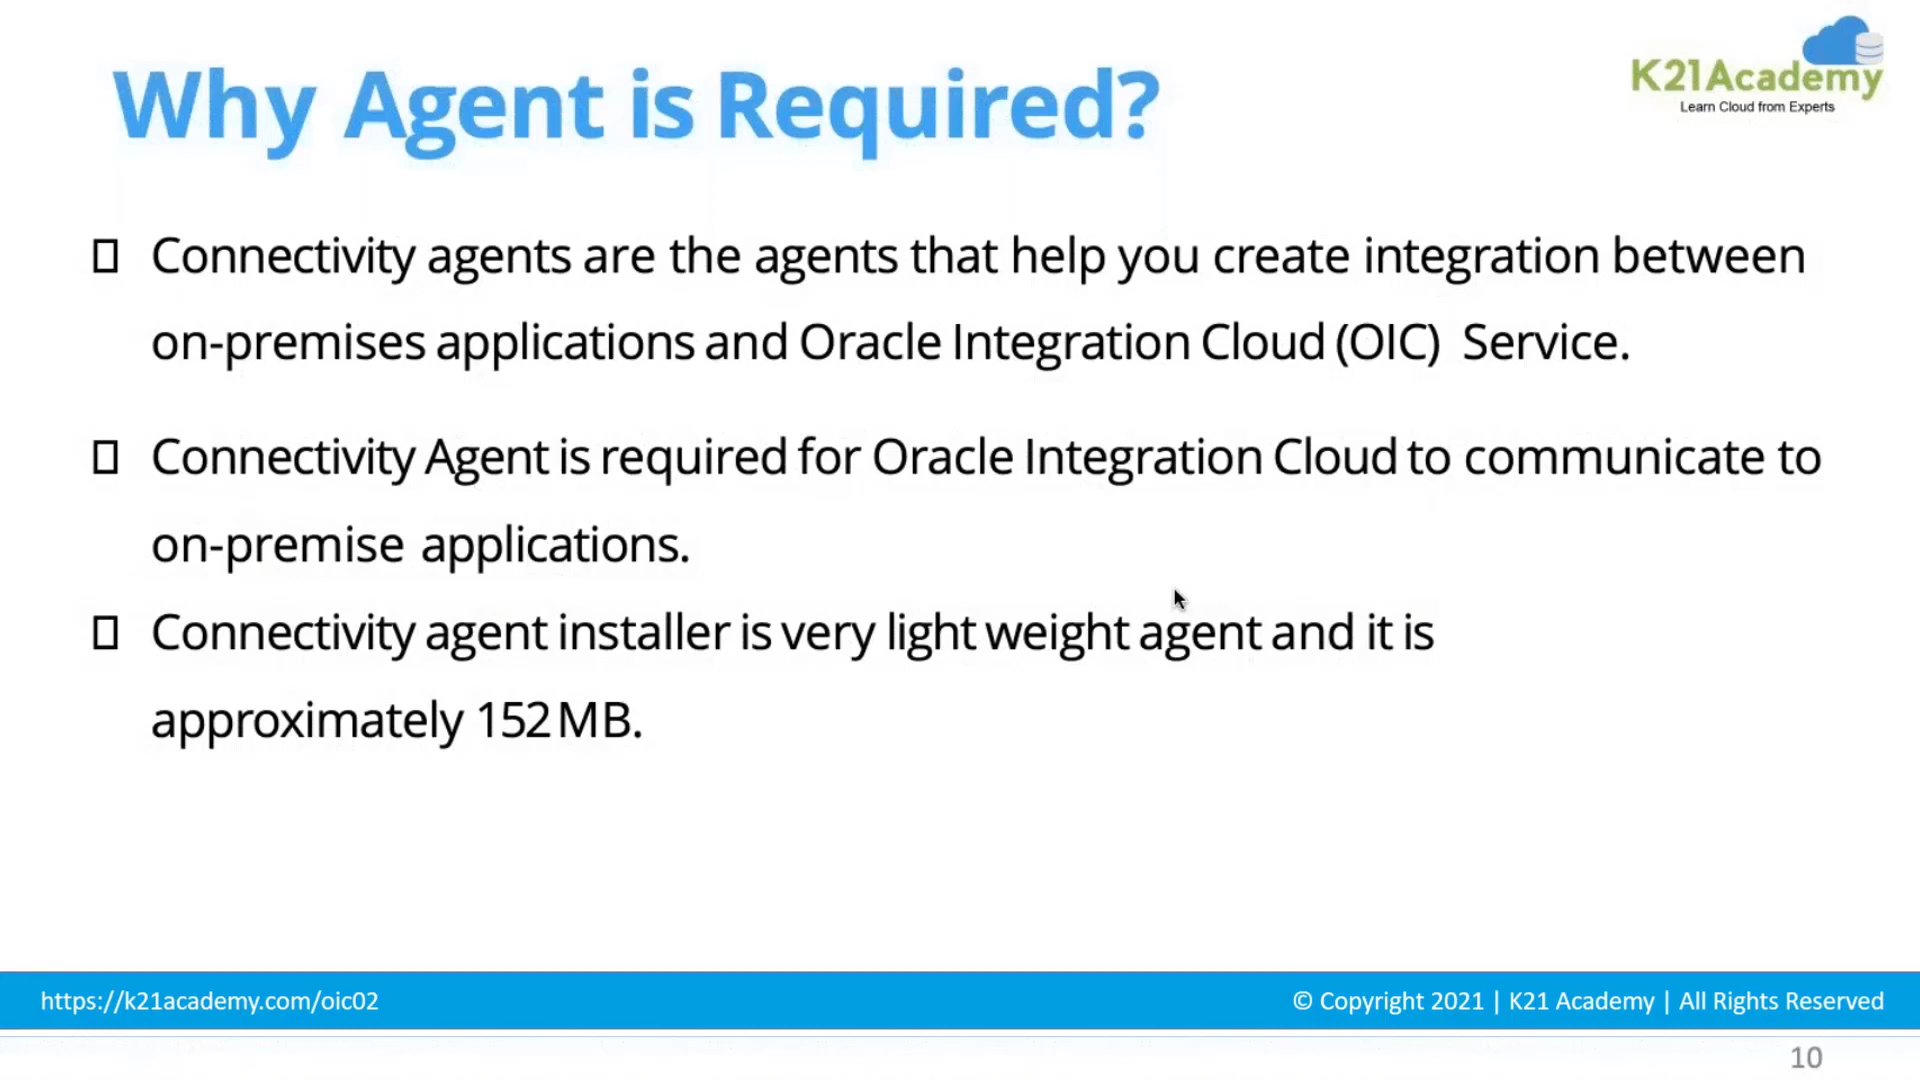 Why Agent is Required?
K21Academy
Learn Cloud from Experts
Connectivity agents are the agents that help you create integration between
on-premises applications and Oracle Integration Cloud (OIC) Service.
Connectivity Agent is required for Oracle Integration Cloud to communicate to
on-premise applications.
Connectivity agent installer is very light weight agent and it is
approximately 152 MB.
https://k21academy.com/oic02
© Copyright 2021 | K21 Academy | All Rights Reserved
10